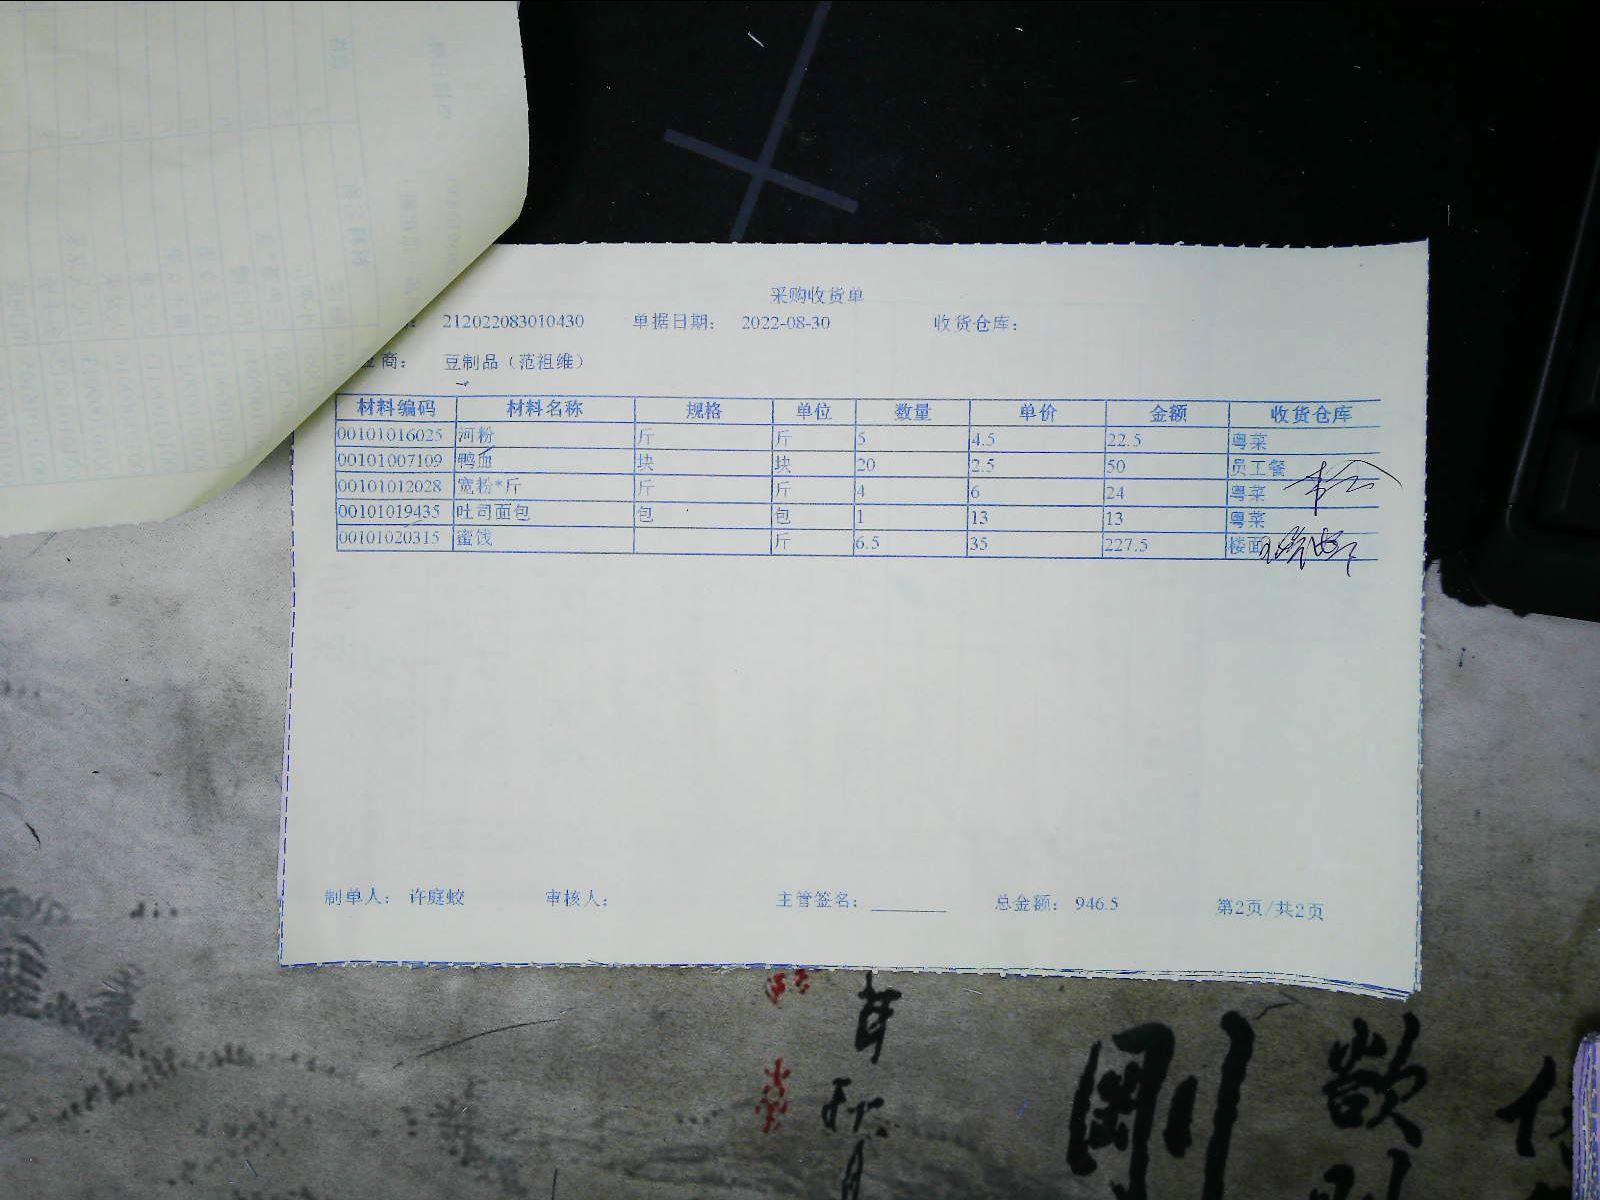 采购收货单
212022083010430 单据日期： 2022-08-30 收货仓库：
应商： 豆制品（范祖维）
材料编码 材料名称 规格 单位 数量 单价 金额 收货仓库
00101016025 河粉 斤 斤 5 4.5 22.5 粤菜
00101007109 鸭血 块 块 20 2.5 50 员工餐
00101012028 宽粉*斤 斤 斤 4 6 24 粤菜
00101019435 吐司面包 包 包 1 13 13 粤菜
00101020315 蜜饯 斤 6.5 35 227.5 楼面
制单人： 许庭蛟 审核人： 主管签名： 总金额： 946.5 第2页/共2页
剛
欲